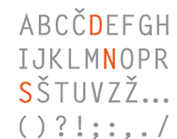 ABCČDEFGH
IJKLMNOPR
SŠTUVZŽ...
()?!;:,./